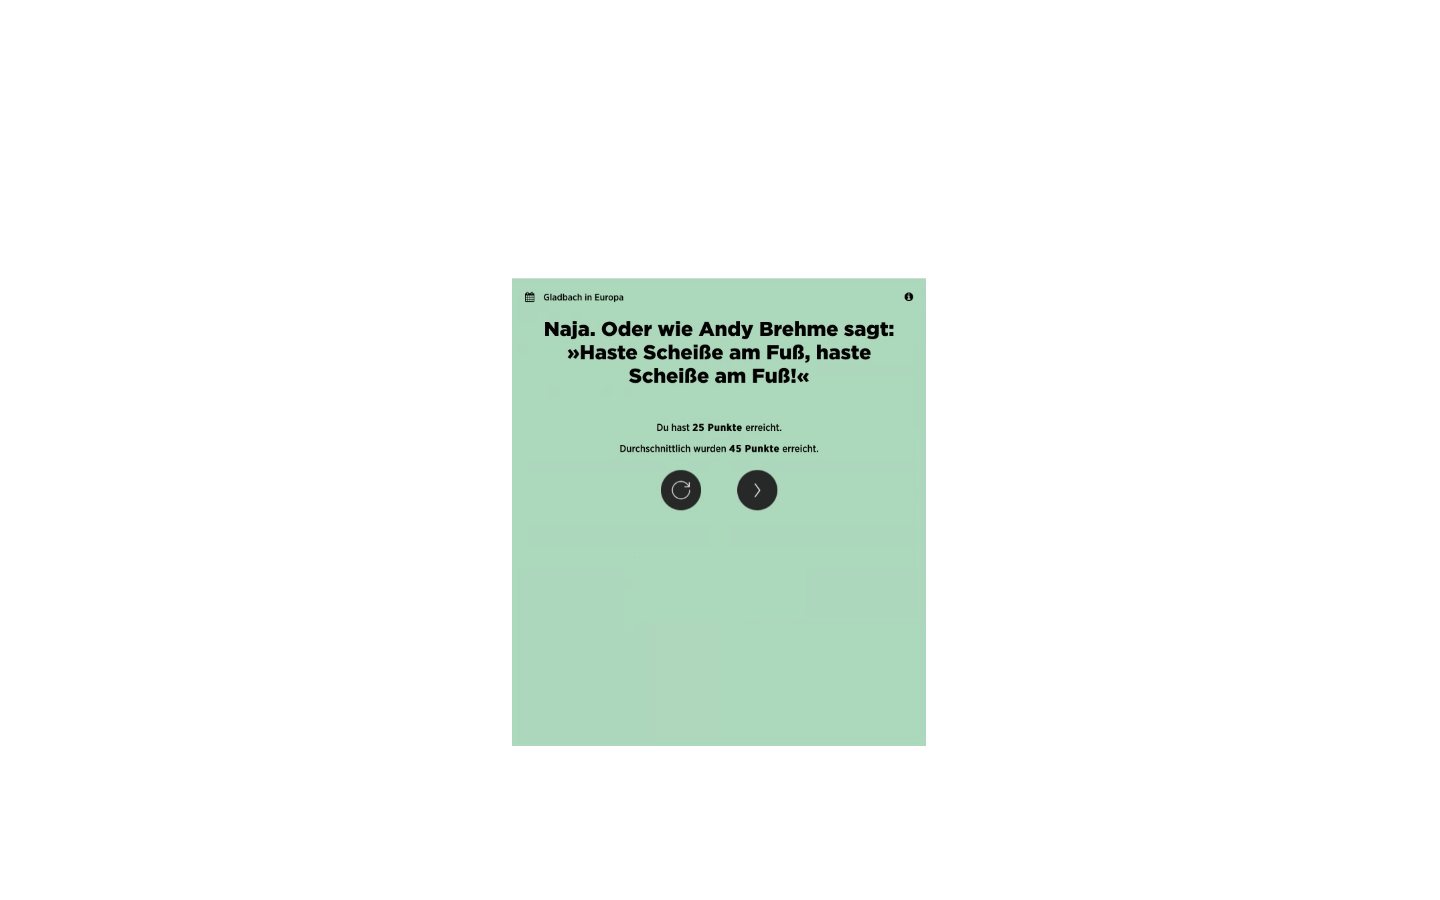 Gladbach in Europa
Naja. Oder wie Andy Brehme sagt:
»Haste Scheiße am Fuß, haste
Scheiße am Fuß!«
Du hast 25 Punkte erreicht.
Durchschnittlich wurden 45 Punkte erreicht.